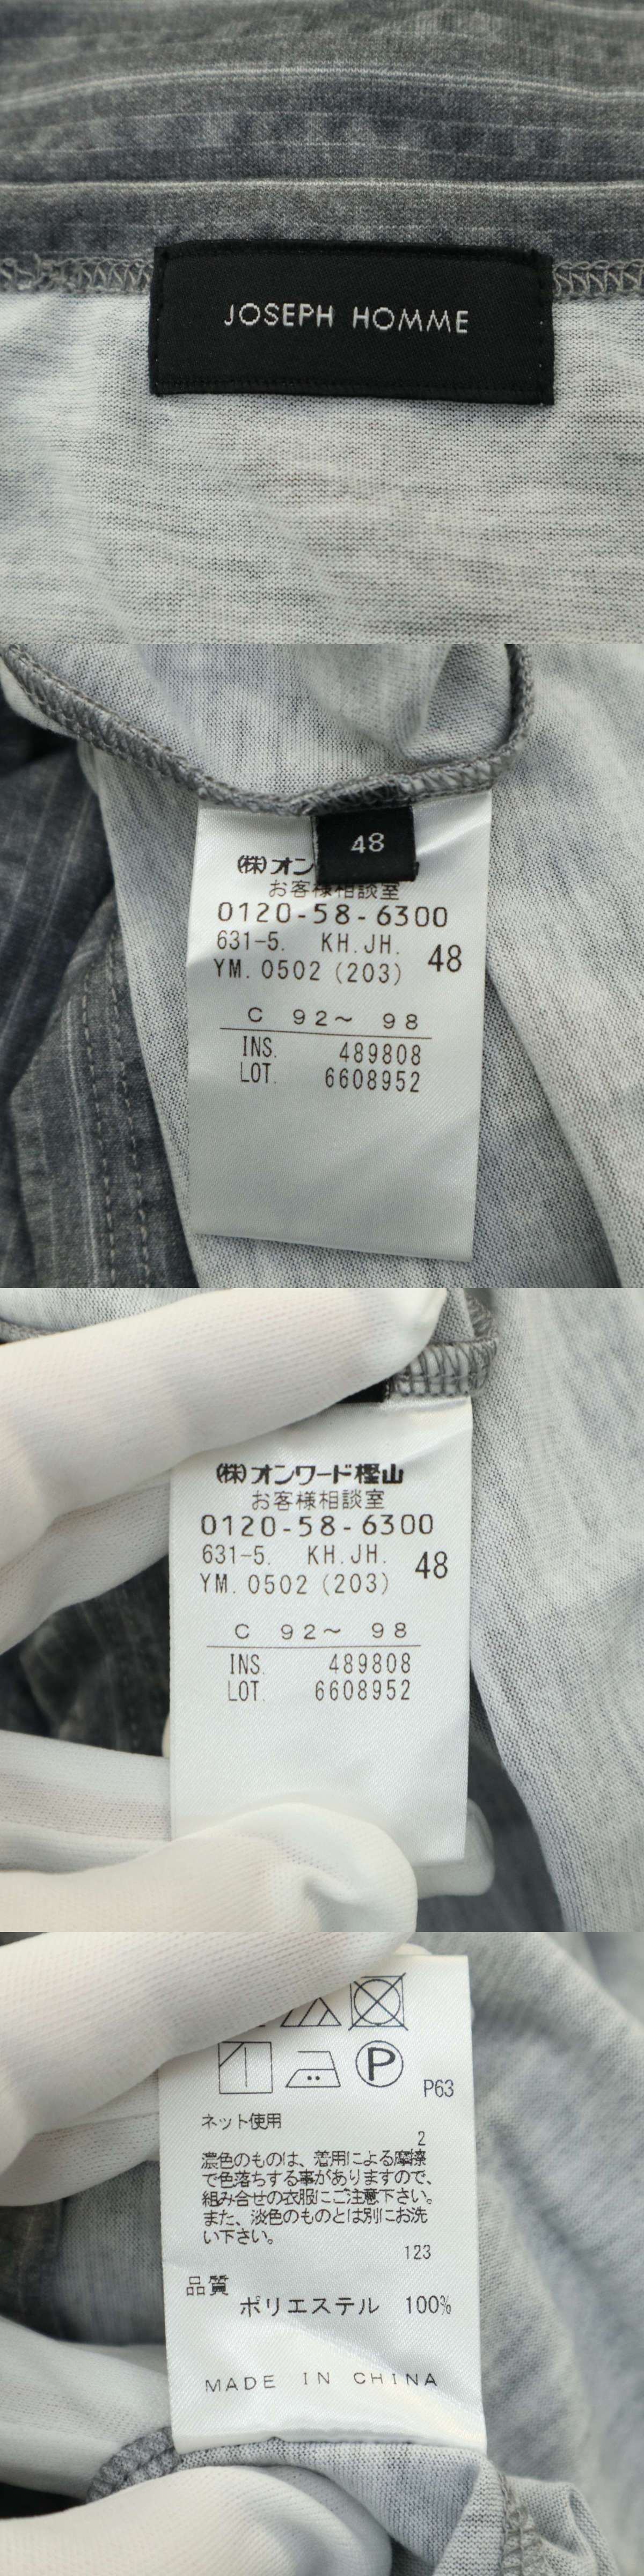 JOSEPH HOMME
48
(株)オン
お客様相談室
0120-58-6300
631-5. KH.JH. 48
YM. 0502 (203)
C 92~ 98
INS. 489808
LOT. 6608952
(株)オンワード樫山
お客様相談室
0120-58-6300
631-5. KH.JH. 48
YM. 0502 (203)
C 92~ 98
INS. 489808
LOT. 6608952
P
P63
ネット使用
2
濃色のものは、着用による摩擦
で色落ちする事がありますので、
組み合せの衣服にご注意下さい。
また、淡色のものとは別にお洗
い下さい。
123
品質
ポリエステル 100%
MADE IN CHINA